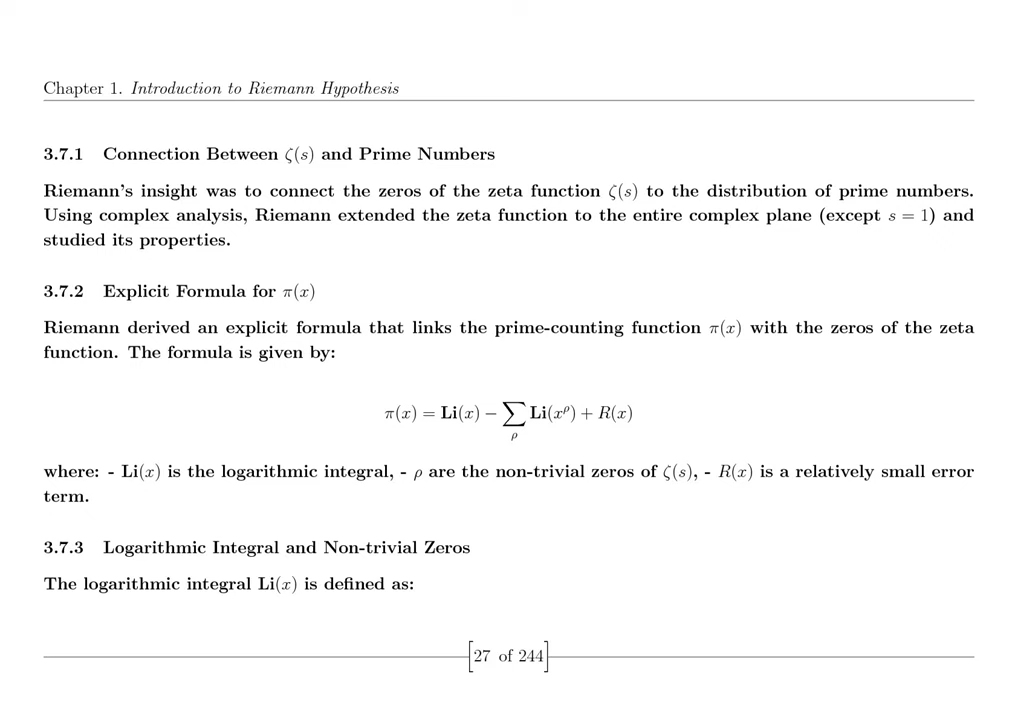 Chapter 1. Introduction to Riemann Hypothesis
3.7.1 Connection Between ζ(s) and Prime Numbers
Riemann's insight was to connect the zeros of the zeta function ζ(s) to the distribution of prime numbers.
Using complex analysis, Riemann extended the zeta function to the entire complex plane (except s = 1) and
studied its properties.
3.7.2 Explicit Formula for π(x)
Riemann derived an explicit formula that links the prime-counting function π(x) with the zeros of the zeta
function. The formula is given by:
π(x) = Li(x) − ∑_ρ Li(x^ρ) + R(x)
where: - Li(x) is the logarithmic integral, - ρ are the non-trivial zeros of ζ(s), - R(x) is a relatively small error
term.
3.7.3 Logarithmic Integral and Non-trivial Zeros
The logarithmic integral Li(x) is defined as:
[27 of 244]